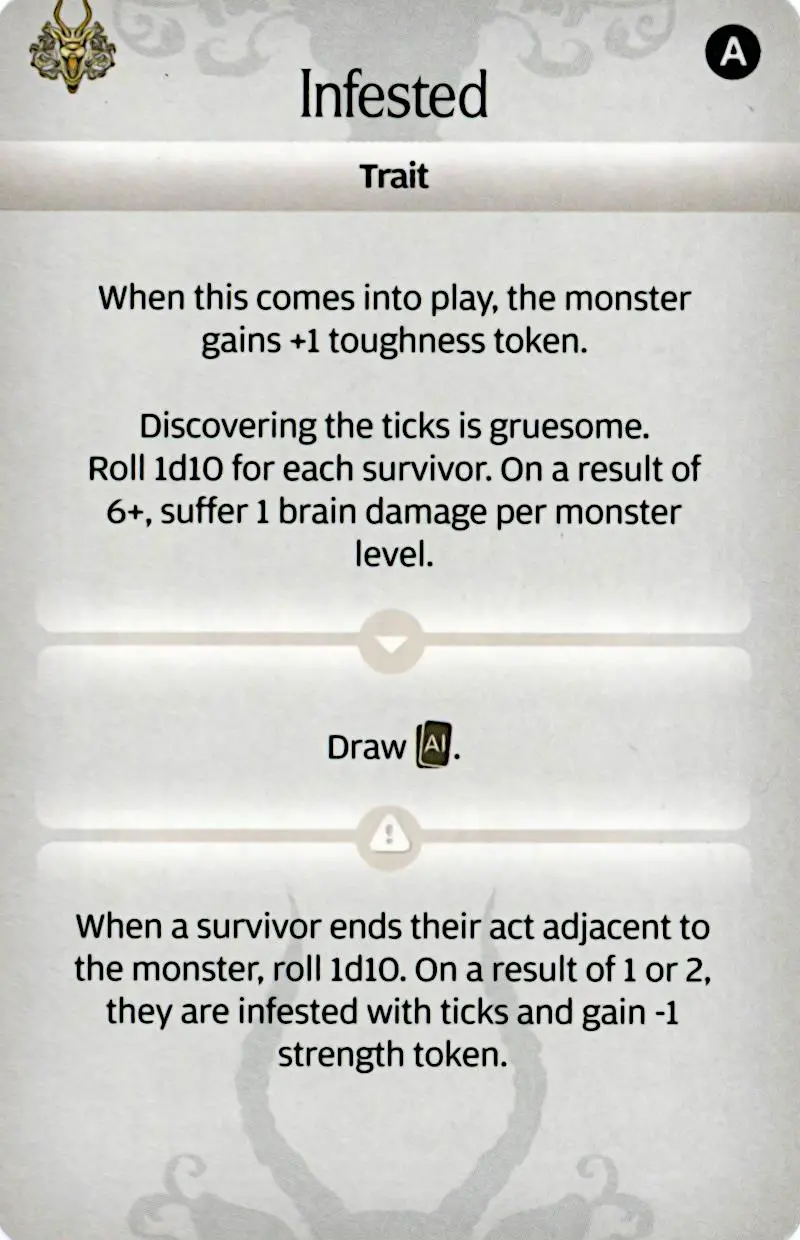 A
Infested
Trait
When this comes into play, the monster
gains +1 toughness token.
Discovering the ticks is gruesome.
Roll 1d10 for each survivor. On a result of
6+, suffer 1 brain damage per monster
level.
Draw AI.
When a survivor ends their act adjacent to
the monster, roll 1d10. On a result of 1 or 2,
they are infested with ticks and gain -1
strength token.